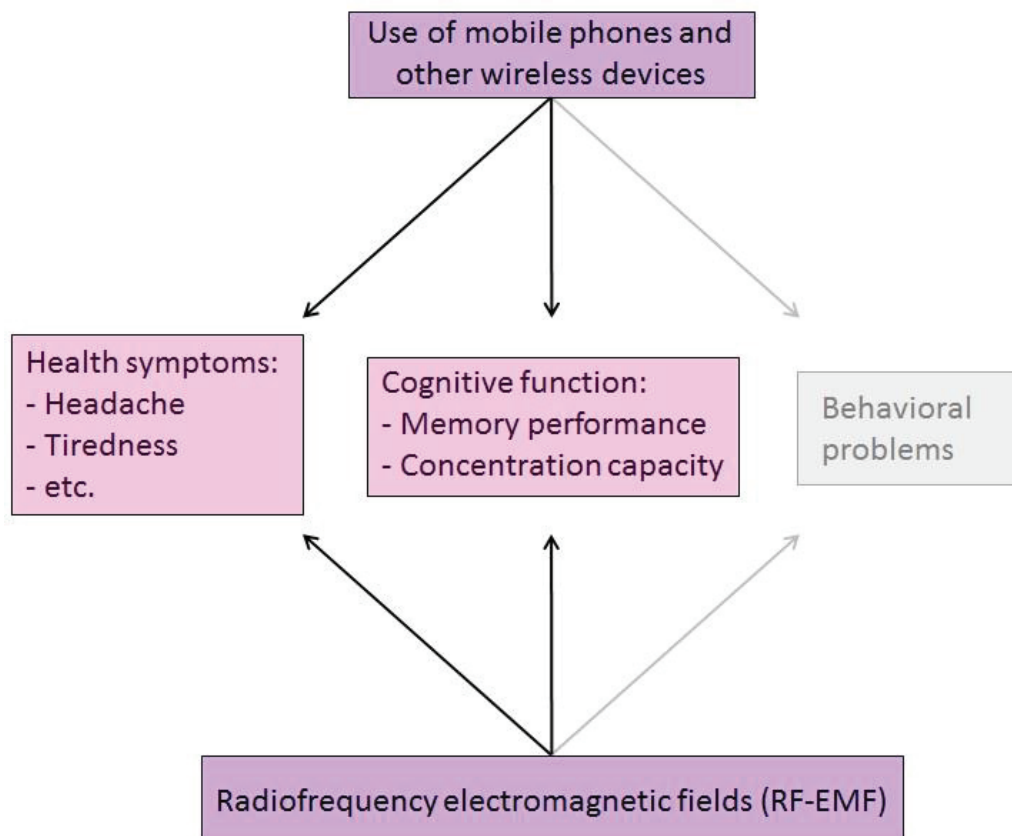 Use of mobile phones and
other wireless devices
Health symptoms:
- Headache
- Tiredness
- etc.
Cognitive function:
- Memory performance
- Concentration capacity
Behavioral
problems
Radiofrequency electromagnetic fields (RF-EMF)